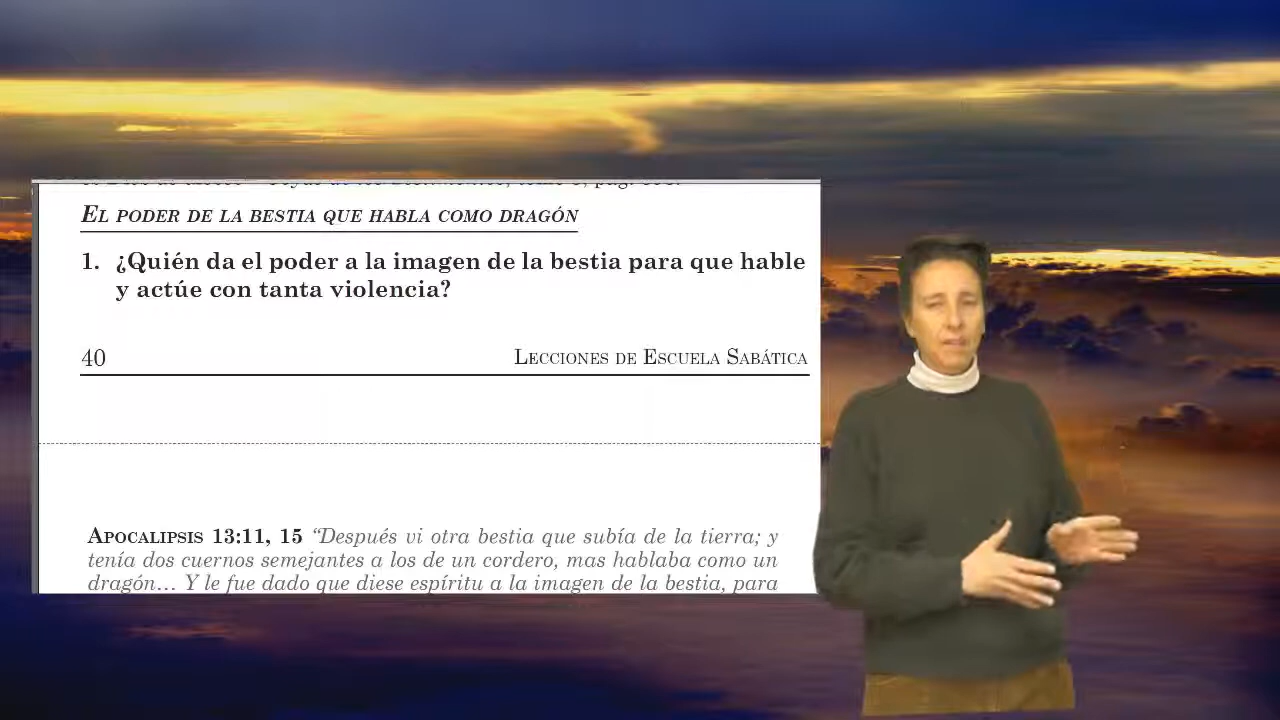 EL PODER DE LA BESTIA QUE HABLA COMO DRAGÓN
1. ¿Quién da el poder a la imagen de la bestia para que hable
y actúe con tanta violencia?
40 LECCIONES DE ESCUELA SABÁTICA
APOCALIPSIS 13:11, 15 “Después vi otra bestia que subía de la tierra; y
tenía dos cuernos semejantes a los de un cordero, mas hablaba como un
dragón... Y le fue dado que diese espíritu a la imagen de la bestia, para